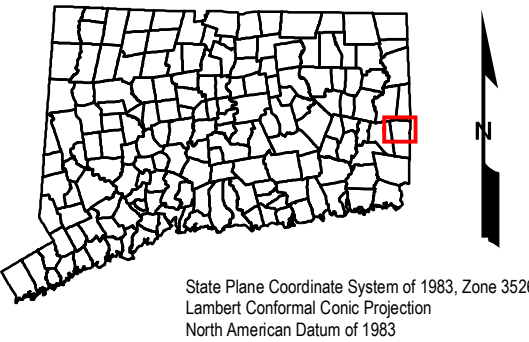 N
State Plane Coordinate System of 1983, Zone 3526
Lambert Conformal Conic Projection
North American Datum of 1983